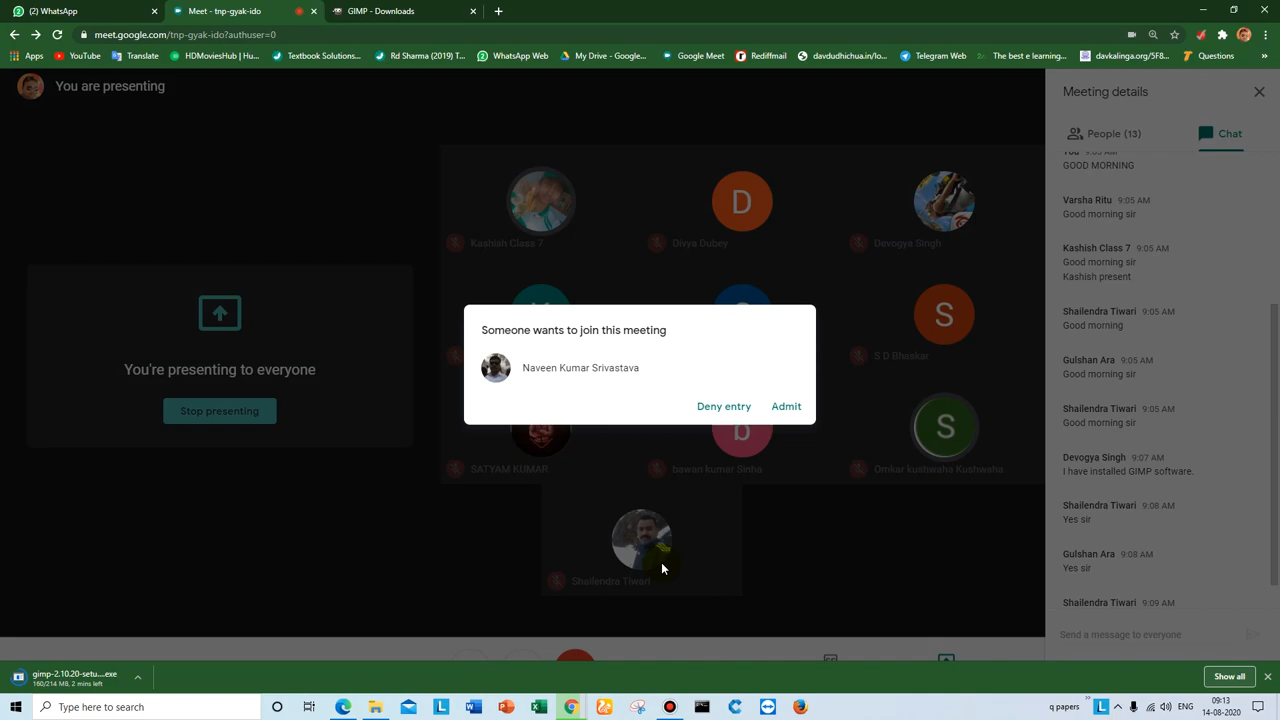 (2) WhatsApp
Meet - tnp-gyak-ido
GIMP - Downloads
meet.google.com/tnp-gyak-ido?authuser=0
Apps
YouTube
Translate
HDMoviesHub | Hu...
Textbook Solutions...
Rd Sharma (2019) T...
WhatsApp Web
My Drive - Google...
Google Meet
Rediffmail
davdudhichua.in/lo...
Telegram Web
The best e learning...
davkalinga.org/5F8...
Questions
»
You are presenting
Meeting details
People (13)
Chat
You 9:05 AM
GOOD MORNING
Varsha Ritu 9:05 AM
Good morning sir
Kashish Class 7 9:05 AM
Good morning sir
Kashish present
Shailendra Tiwari 9:05 AM
Good morning
Gulshan Ara 9:05 AM
Good morning sir
Shailendra Tiwari 9:05 AM
Good morning sir
Devogya Singh 9:07 AM
I have installed GIMP software.
Shailendra Tiwari 9:08 AM
Yes sir
Gulshan Ara 9:08 AM
Yes sir
Shailendra Tiwari 9:09 AM
Send a message to everyone
Kashish Class 7
D
Divya Dubey
Devogya Singh
S
S D Bhaskar
SATYAM KUMAR
b
bawan kumar Sinha
S
Omkar kushwaha Kushwaha
Shailendra Tiwari
You're presenting to everyone
Stop presenting
Someone wants to join this meeting
Naveen Kumar Srivastava
Deny entry
Admit
gimp-2.10.20-setu....exe
160/214 MB, 2 mins left
Show all
Type here to search
q papers
»
ENG
09:13
14-08-2020